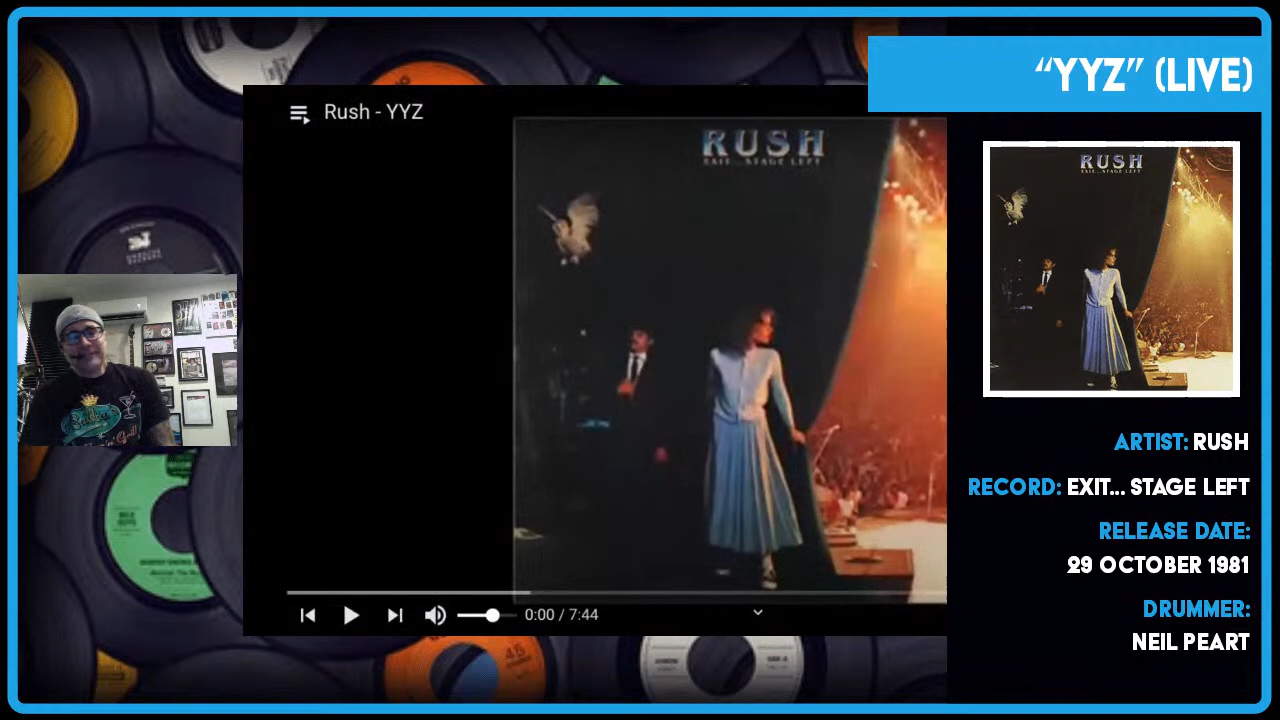 “YYZ” (LIVE)
Rush - YYZ
RUSH
EXIT...STAGE LEFT
RUSH
EXIT...STAGE LEFT
ARTIST: RUSH
RECORD: EXIT... STAGE LEFT
RELEASE DATE:
29 OCTOBER 1981
DRUMMER:
NEIL PEART
0:00 / 7:44
45